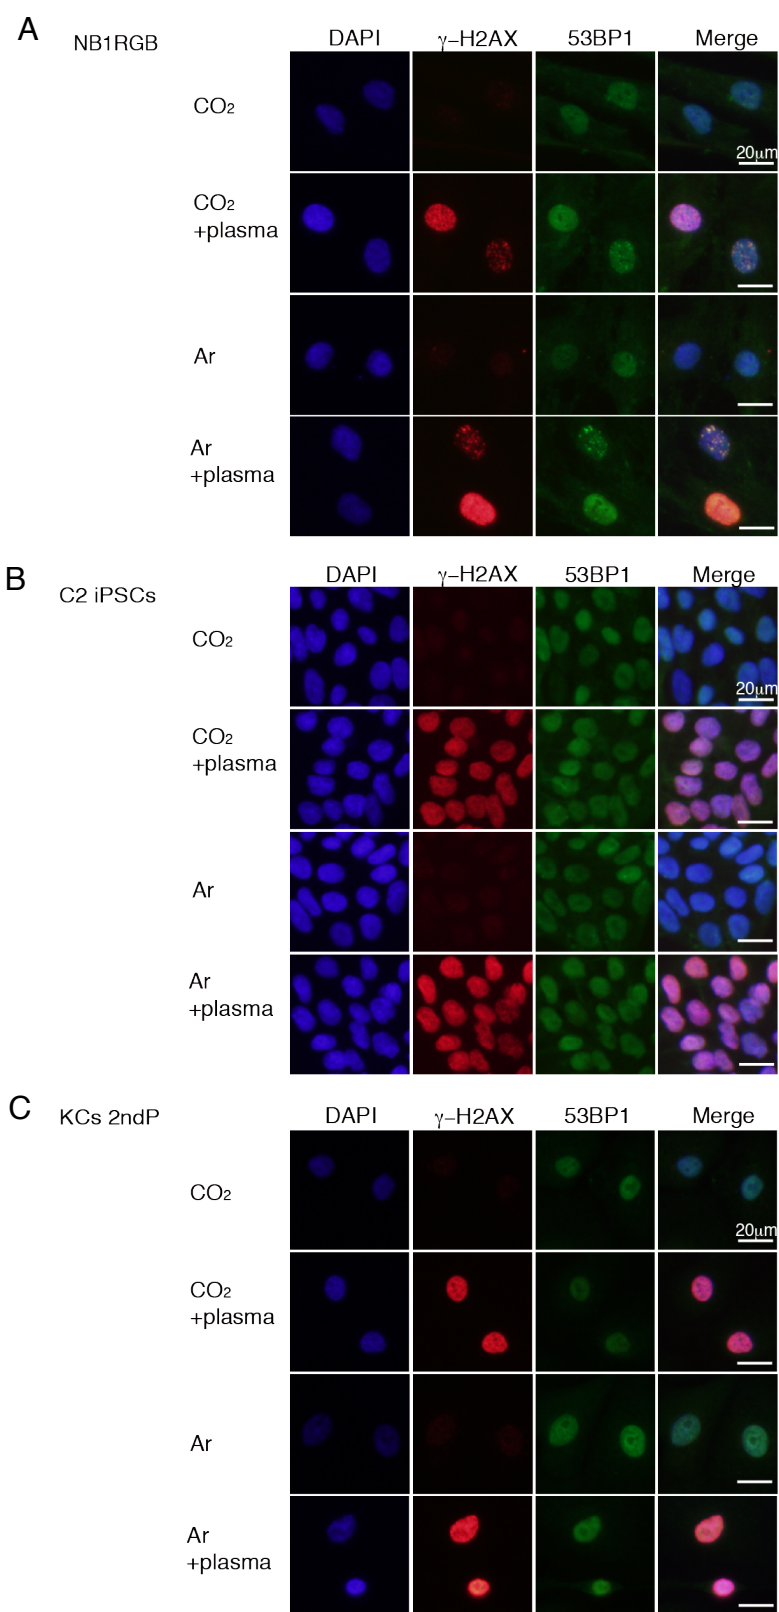 A
NB1RGB
DAPI γ-H2AX 53BP1 Merge
CO2
20μm
CO2
+plasma
Ar
Ar
+plasma
B
C2 iPSCs
DAPI γ-H2AX 53BP1 Merge
CO2
20μm
CO2
+plasma
Ar
Ar
+plasma
C
KCs 2ndP
DAPI γ-H2AX 53BP1 Merge
CO2
20μm
CO2
+plasma
Ar
Ar
+plasma